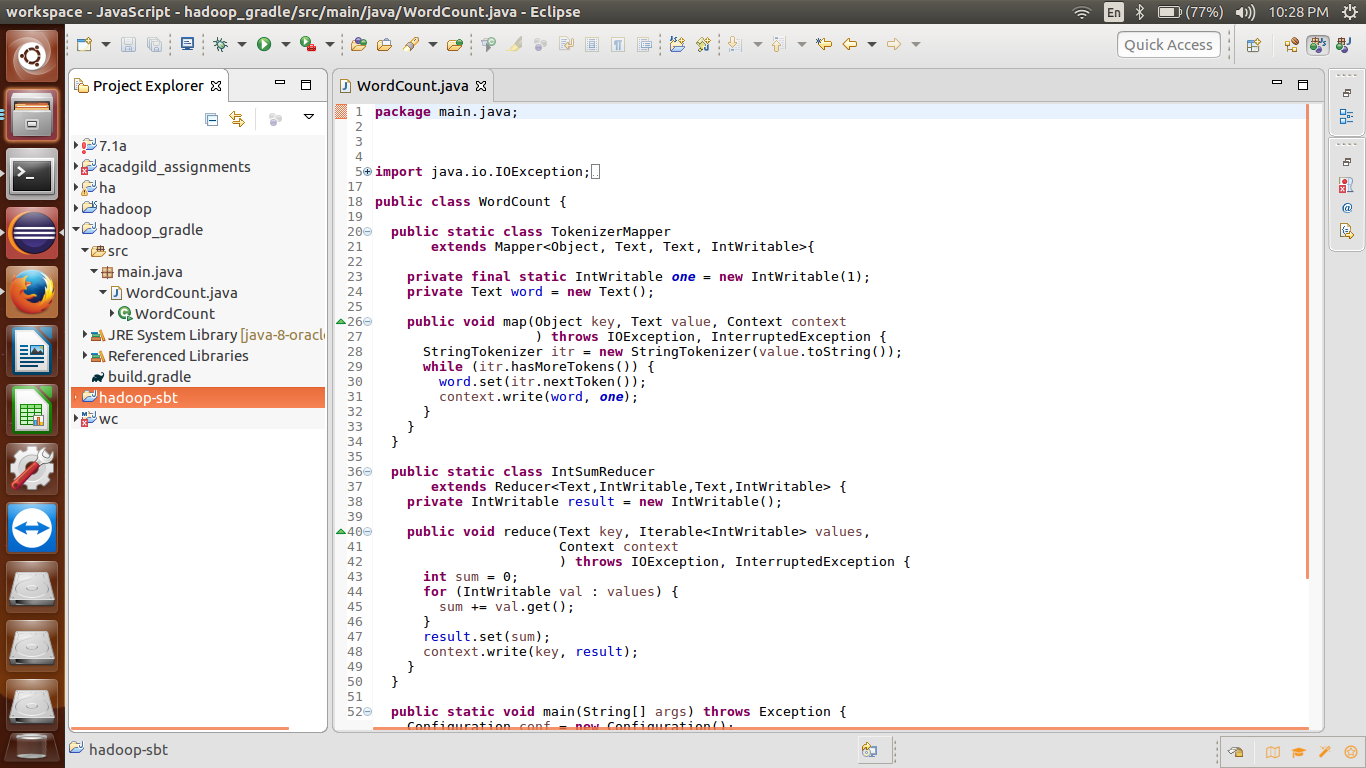 workspace - JavaScript - hadoop_gradle/src/main/java/WordCount.java - Eclipse
En
(77%)
10:28 PM
Quick Access
Project Explorer
7.1a
acadgild_assignments
ha
hadoop
hadoop_gradle
src
main.java
WordCount.java
WordCount
JRE System Library [java-8-oracl
Referenced Libraries
build.gradle
hadoop-sbt
wc
WordCount.java
1 package main.java;
2
3
4
5 import java.io.IOException;
17
18 public class WordCount {
19
20 public static class TokenizerMapper
21 extends Mapper<Object, Text, Text, IntWritable>{
22
23 private final static IntWritable one = new IntWritable(1);
24 private Text word = new Text();
25
26 public void map(Object key, Text value, Context context
27 ) throws IOException, InterruptedException {
28 StringTokenizer itr = new StringTokenizer(value.toString());
29 while (itr.hasMoreTokens()) {
30 word.set(itr.nextToken());
31 context.write(word, one);
32 }
33 }
34 }
35
36 public static class IntSumReducer
37 extends Reducer<Text,IntWritable,Text,IntWritable> {
38 private IntWritable result = new IntWritable();
39
40 public void reduce(Text key, Iterable<IntWritable> values,
41 Context context
42 ) throws IOException, InterruptedException {
43 int sum = 0;
44 for (IntWritable val : values) {
45 sum += val.get();
46 }
47 result.set(sum);
48 context.write(key, result);
49 }
50 }
51
52 public static void main(String[] args) throws Exception {
Configuration conf = new Configuration();
hadoop-sbt